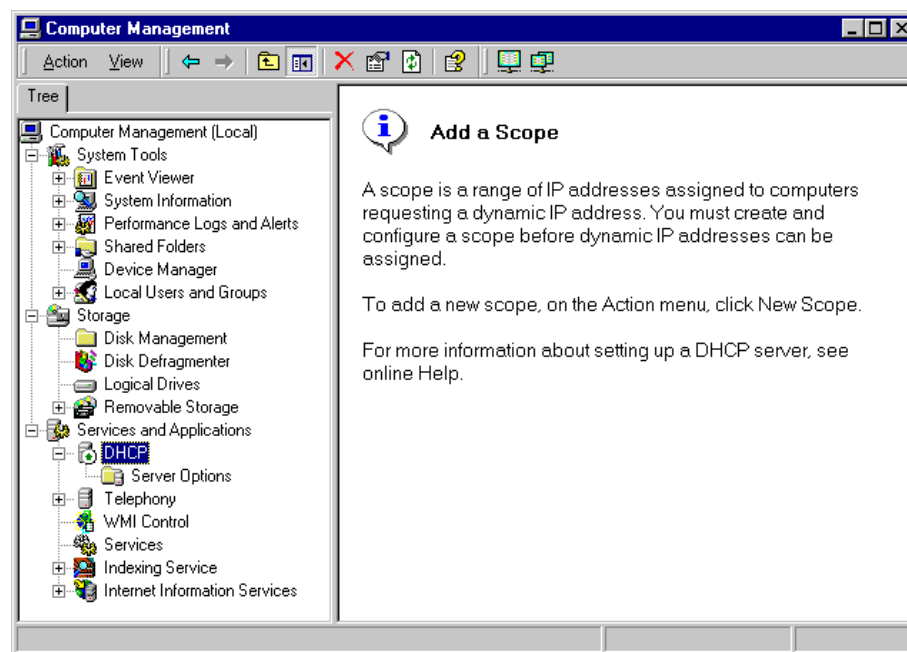 Computer Management
Action View
Tree
Computer Management (Local)
System Tools
Event Viewer
System Information
Performance Logs and Alerts
Shared Folders
Device Manager
Local Users and Groups
Storage
Disk Management
Disk Defragmenter
Logical Drives
Removable Storage
Services and Applications
DHCP
Server Options
Telephony
WMI Control
Services
Indexing Service
Internet Information Services
Add a Scope
A scope is a range of IP addresses assigned to computers
requesting a dynamic IP address. You must create and
configure a scope before dynamic IP addresses can be
assigned.
To add a new scope, on the Action menu, click New Scope.
For more information about setting up a DHCP server, see
online Help.